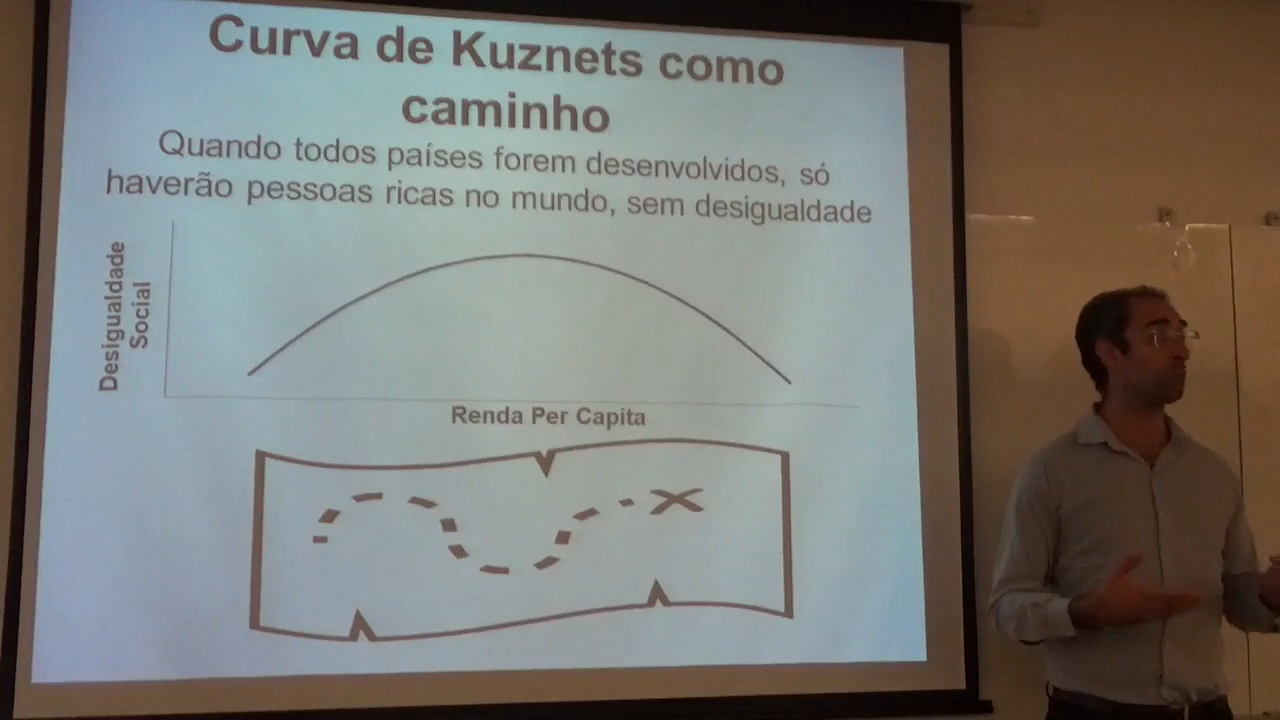 Curva de Kuznets como
caminho
Quando todos países forem desenvolvidos, só
haverão pessoas ricas no mundo, sem desigualdade
Desigualdade
Social
Renda Per Capita